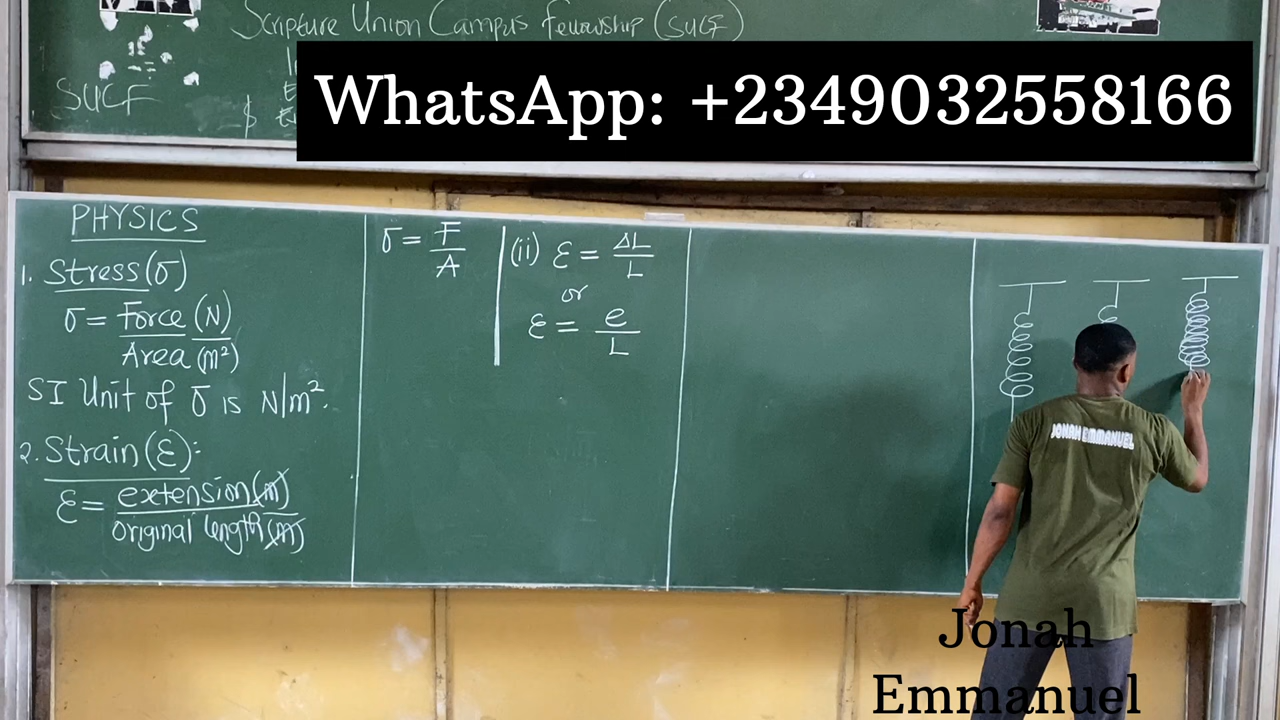 Scripture Union Campus Fellowship (SUCF)
SUCF
WhatsApp: +2349032558166
PHYSICS
1. Stress (σ)
σ = Force (N)
Area (m²)
SI Unit of σ is N/m².
2. Strain (ε):
ε = extension (m)
original length (m)
σ = F
A
(ii) ε = ΔL
L
or
ε = e
L
JONAH EMMANUEL
Jonah
Emmanuel